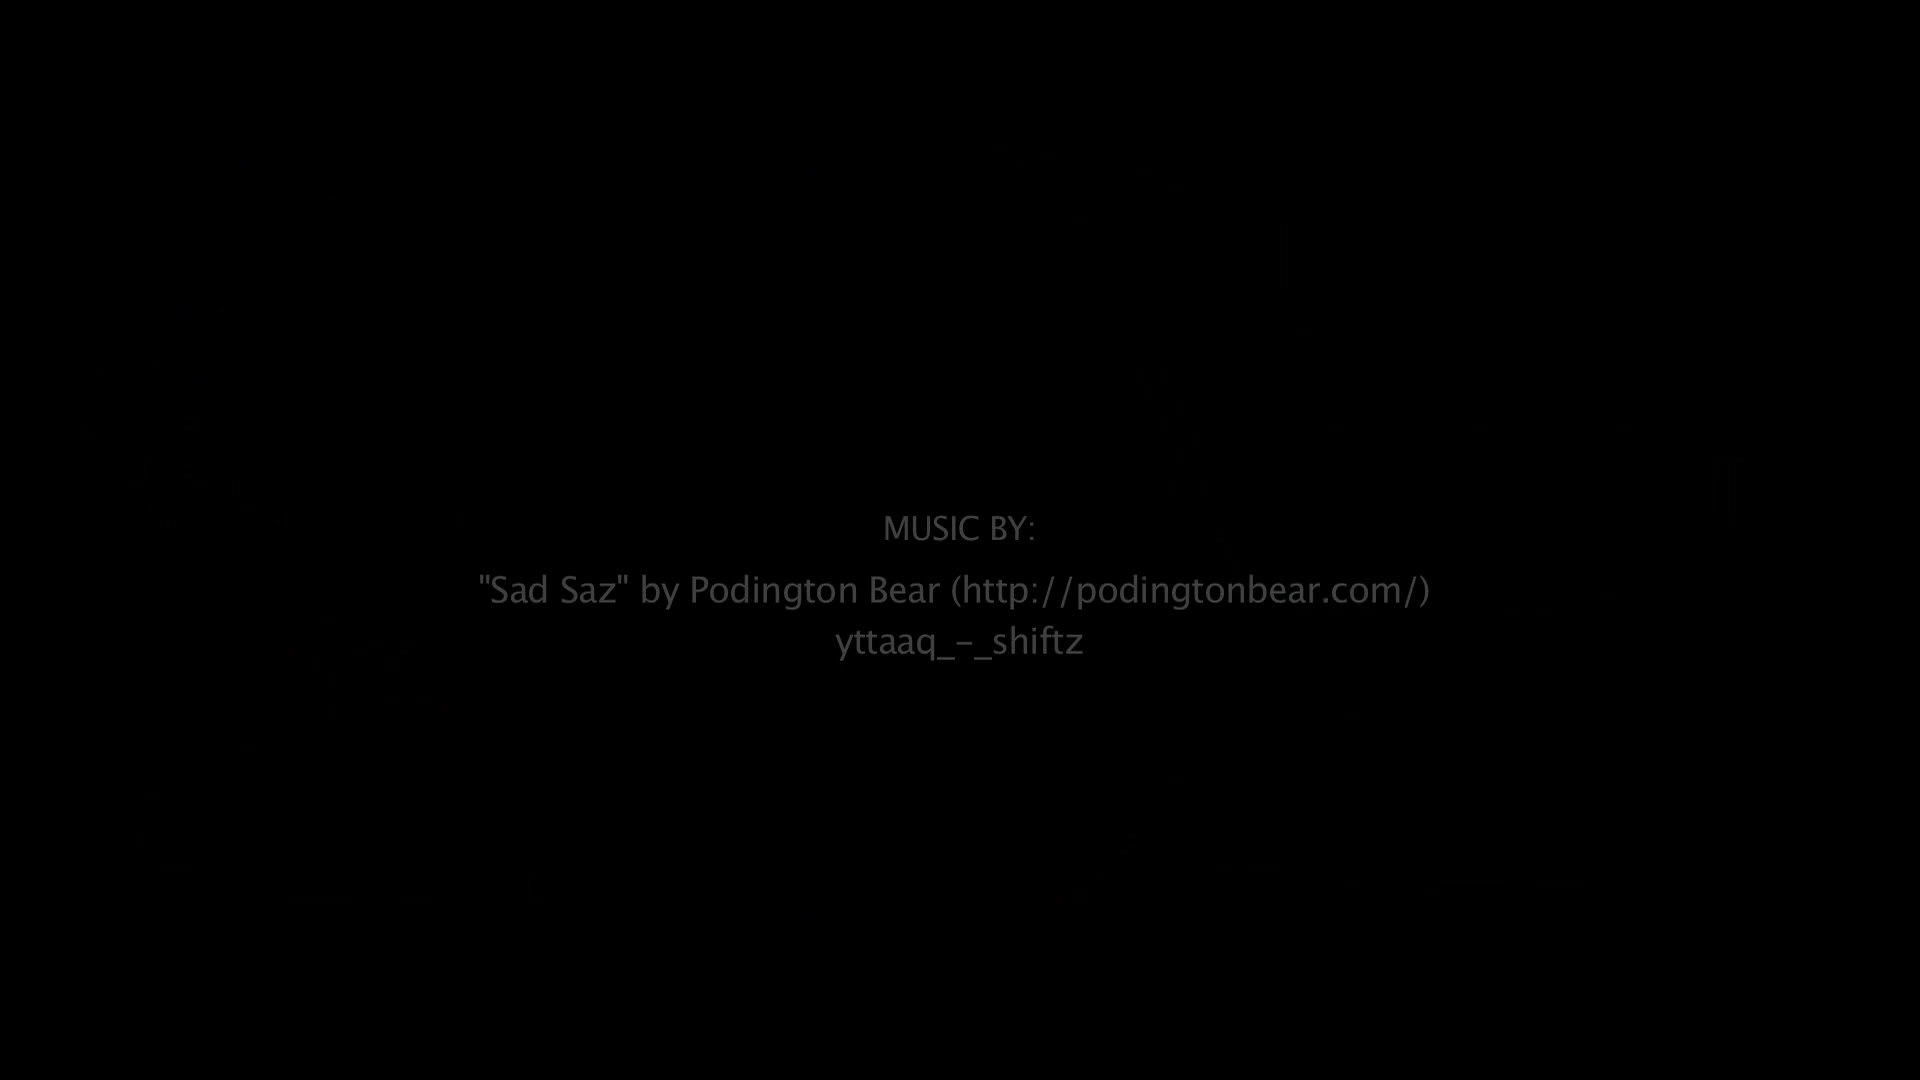 MUSIC BY:
"Sad Saz" by Podington Bear (http://podingtonbear.com/)
yttaaq_-_shiftz